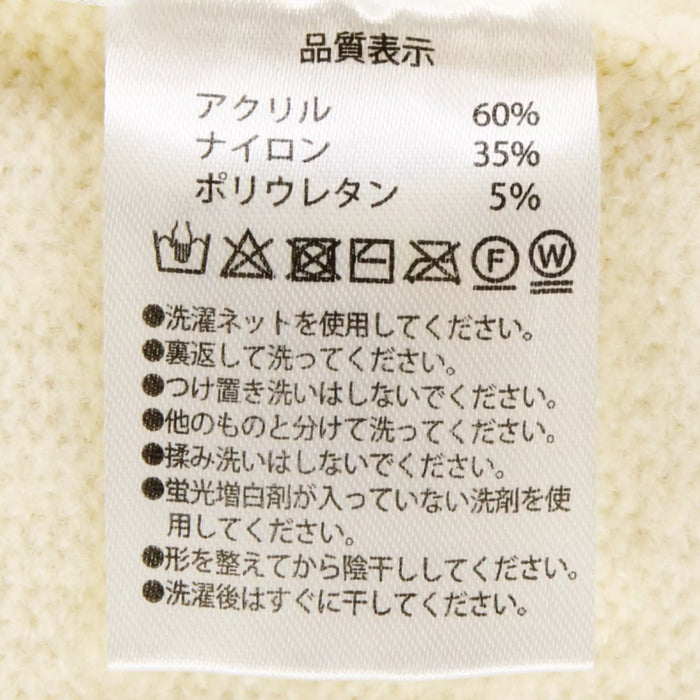 品質表示
アクリル 60%
ナイロン 35%
ポリウレタン 5%
F W
●洗濯ネットを使用してください。
●裏返して洗ってください。
●つけ置き洗いはしないでください。
●他のものと分けて洗ってください。
●揉み洗いはしないでください。
●蛍光増白剤が入っていない洗剤を使
用してください。
●形を整えてから陰干ししてください。
●洗濯後はすぐに干してください。